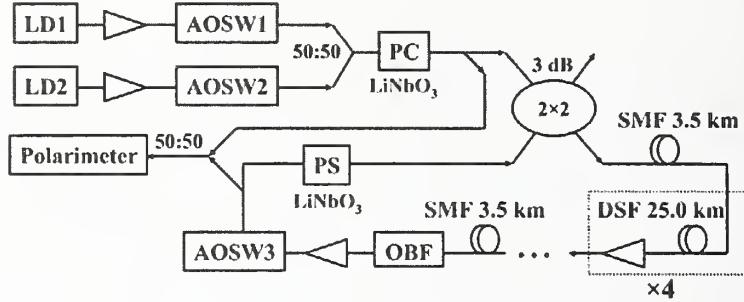 LD1
AOSW1
50:50
PC
LiNbO3
3 dB
2×2
LD2
AOSW2
SMF 3.5 km
Polarimeter
50:50
PS
LiNbO3
SMF 3.5 km
DSF 25.0 km
AOSW3
OBF
...
×4